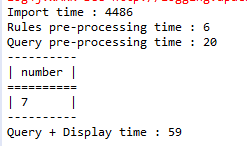 Import time : 4486
Rules pre-processing time : 6
Query pre-processing time : 20
----------
| number |
==========
| 7      |
----------
Query + Display time : 59